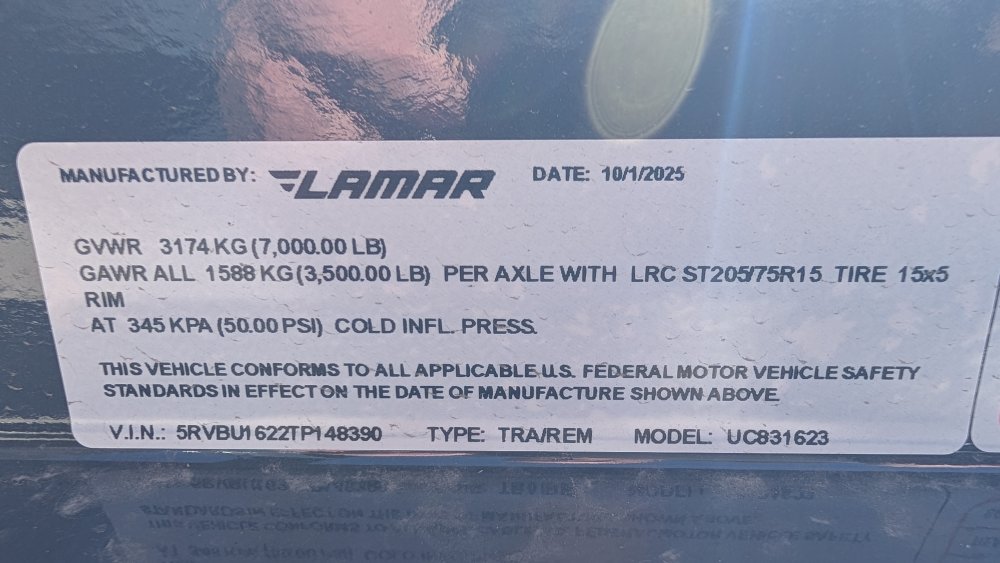 MANUFACTURED BY: LAMAR DATE: 10/1/2025
GVWR 3174 KG (7,000.00 LB)
GAWR ALL 1588 KG (3,500.00 LB) PER AXLE WITH LRC ST205/75R15 TIRE 15x5
RIM
AT 345 KPA (50.00 PSI) COLD INFL. PRESS.
THIS VEHICLE CONFORMS TO ALL APPLICABLE U.S. FEDERAL MOTOR VEHICLE SAFETY
STANDARDS IN EFFECT ON THE DATE OF MANUFACTURE SHOWN ABOVE.
V.I.N.: 5RVBU1622TP148390 TYPE: TRA/REM MODEL: UC831623